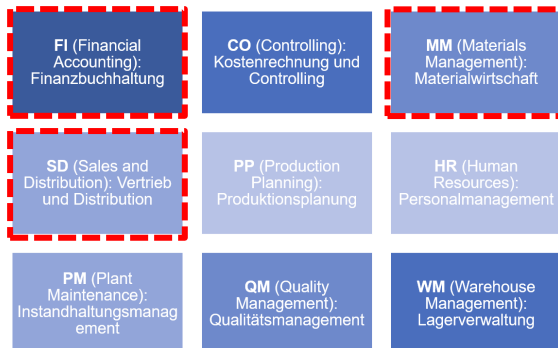 FI (Financial
Accounting):
Finanzbuchhaltung
CO (Controlling):
Kostenrechnung und
Controlling
MM (Materials
Management):
Materialwirtschaft
SD (Sales and
Distribution): Vertrieb
und Distribution
PP (Production
Planning):
Produktionsplanung
HR (Human
Resources):
Personalmanagement
PM (Plant
Maintenance):
Instandhaltungsmanag
ement
QM (Quality
Management):
Qualitätsmanagement
WM (Warehouse
Management):
Lagerverwaltung